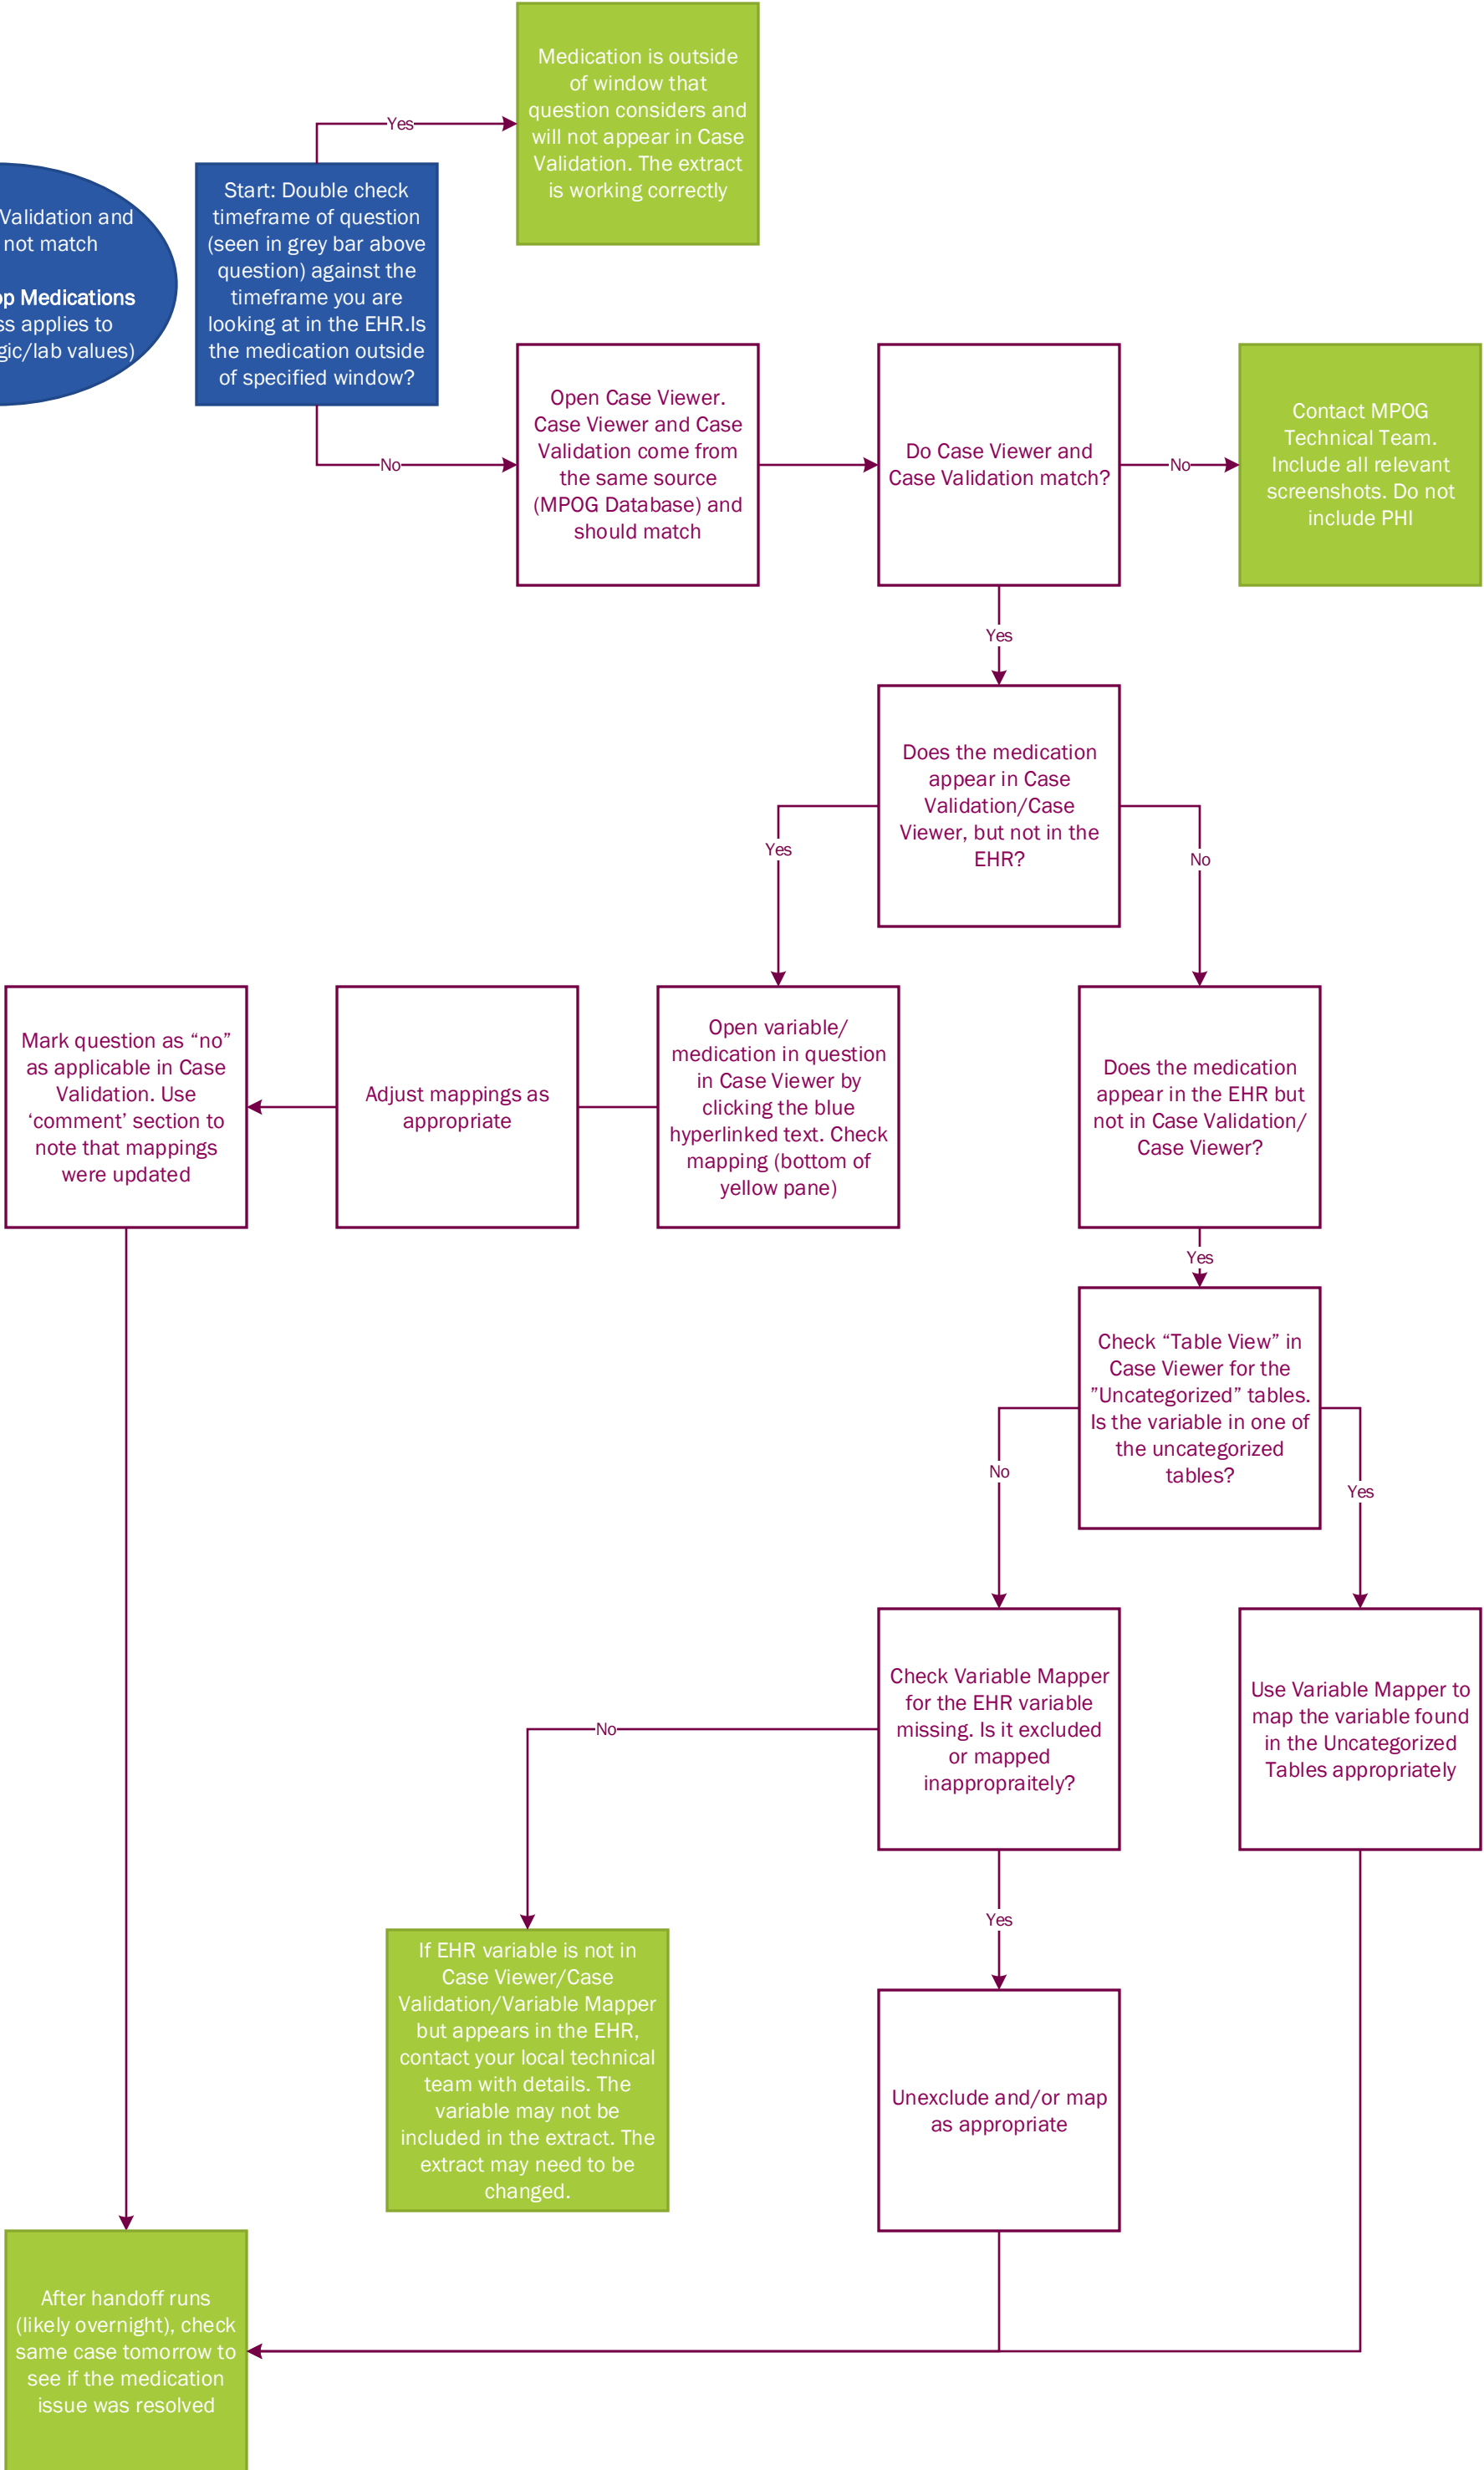 Medication is outside
of window that
question considers and
will not appear in Case
Validation. The extract
is working correctly
Yes
Validation and
not match
Medications
applies to
values)
Start: Double check
timeframe of question
(seen in grey bar above
question) against the
timeframe you are
looking at in the EHR.Is
the medication outside
of specified window?
No
Open Case Viewer.
Case Viewer and Case
Validation come from
the same source
(MPOG Database) and
should match
Do Case Viewer and
Case Validation match?
No
Contact MPOG
Technical Team.
Include all relevant
screenshots. Do not
include PHI
Yes
Does the medication
appear in Case
Validation/Case
Viewer, but not in the
EHR?
Yes
No
Mark question as “no”
as applicable in Case
Validation. Use
‘comment’ section to
note that mappings
were updated
Adjust mappings as
appropriate
Open variable/
medication in question
in Case Viewer by
clicking the blue
hyperlinked text. Check
mapping (bottom of
yellow pane)
Does the medication
appear in the EHR but
not in Case Validation/
Case Viewer?
Yes
Check “Table View” in
Case Viewer for the
”Uncategorized” tables.
Is the variable in one of
the uncategorized
tables?
No
Yes
Check Variable Mapper
for the EHR variable
missing. Is it excluded
or mapped
inappropraitely?
Use Variable Mapper to
map the variable found
in the Uncategorized
Tables appropriately
No
Yes
If EHR variable is not in
Case Viewer/Case
Validation/Variable Mapper
but appears in the EHR,
contact your local technical
team with details. The
variable may not be
included in the extract. The
extract may need to be
changed.
Unexclude and/or map
as appropriate
After handoff runs
(likely overnight), check
same case tomorrow to
see if the medication
issue was resolved